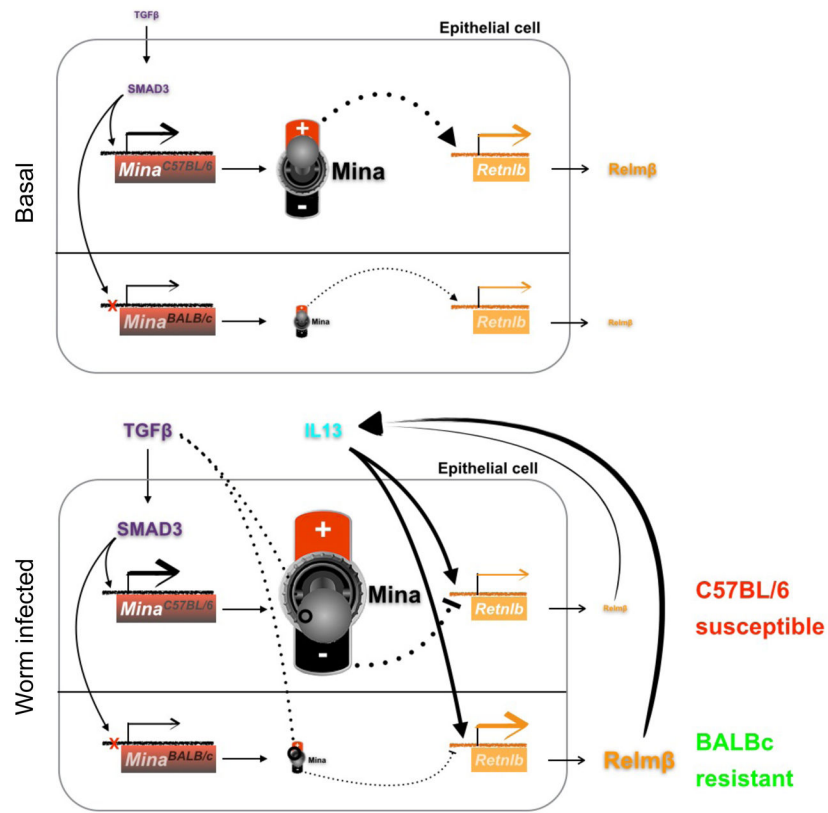 TGFβ
Epithelial cell
SMAD3
Basal
+
Mina C57BL/6
Mina
Retnlb
Relmβ
-
X
Mina BALB/c
Mina
Retnlb
Relmβ
TGFβ
IL13
Epithelial cell
SMAD3
Worm infected
+
Mina C57BL/6
Mina
Retnlb
Relmβ
C57BL/6
susceptible
-
X
Mina BALB/c
Mina
Retnlb
Relmβ
BALBc
resistant